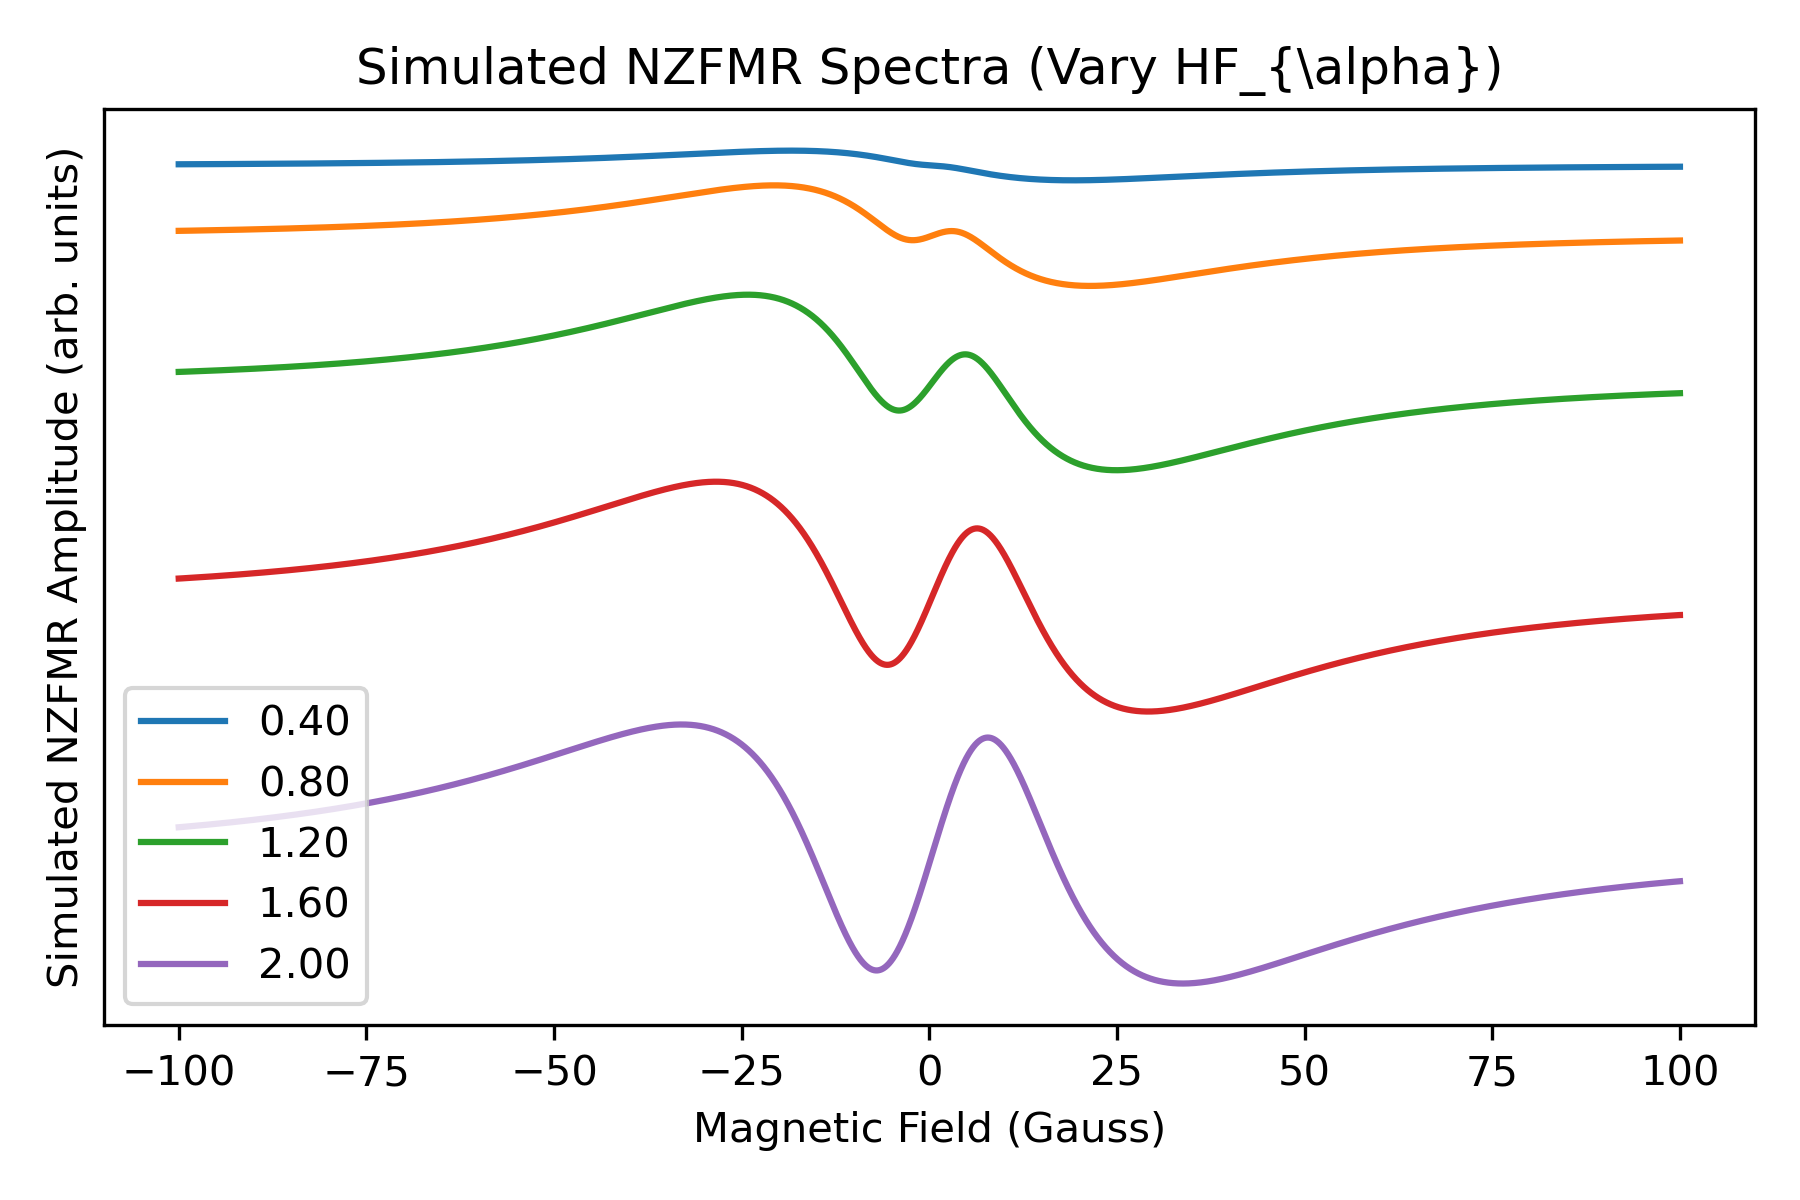 Simulated NZFMR Spectra (Vary HF_{\alpha})
Simulated NZFMR Amplitude (arb. units)
0.40
0.80
1.20
1.60
2.00
−100 −75 −50 −25 0 25 50 75 100
Magnetic Field (Gauss)